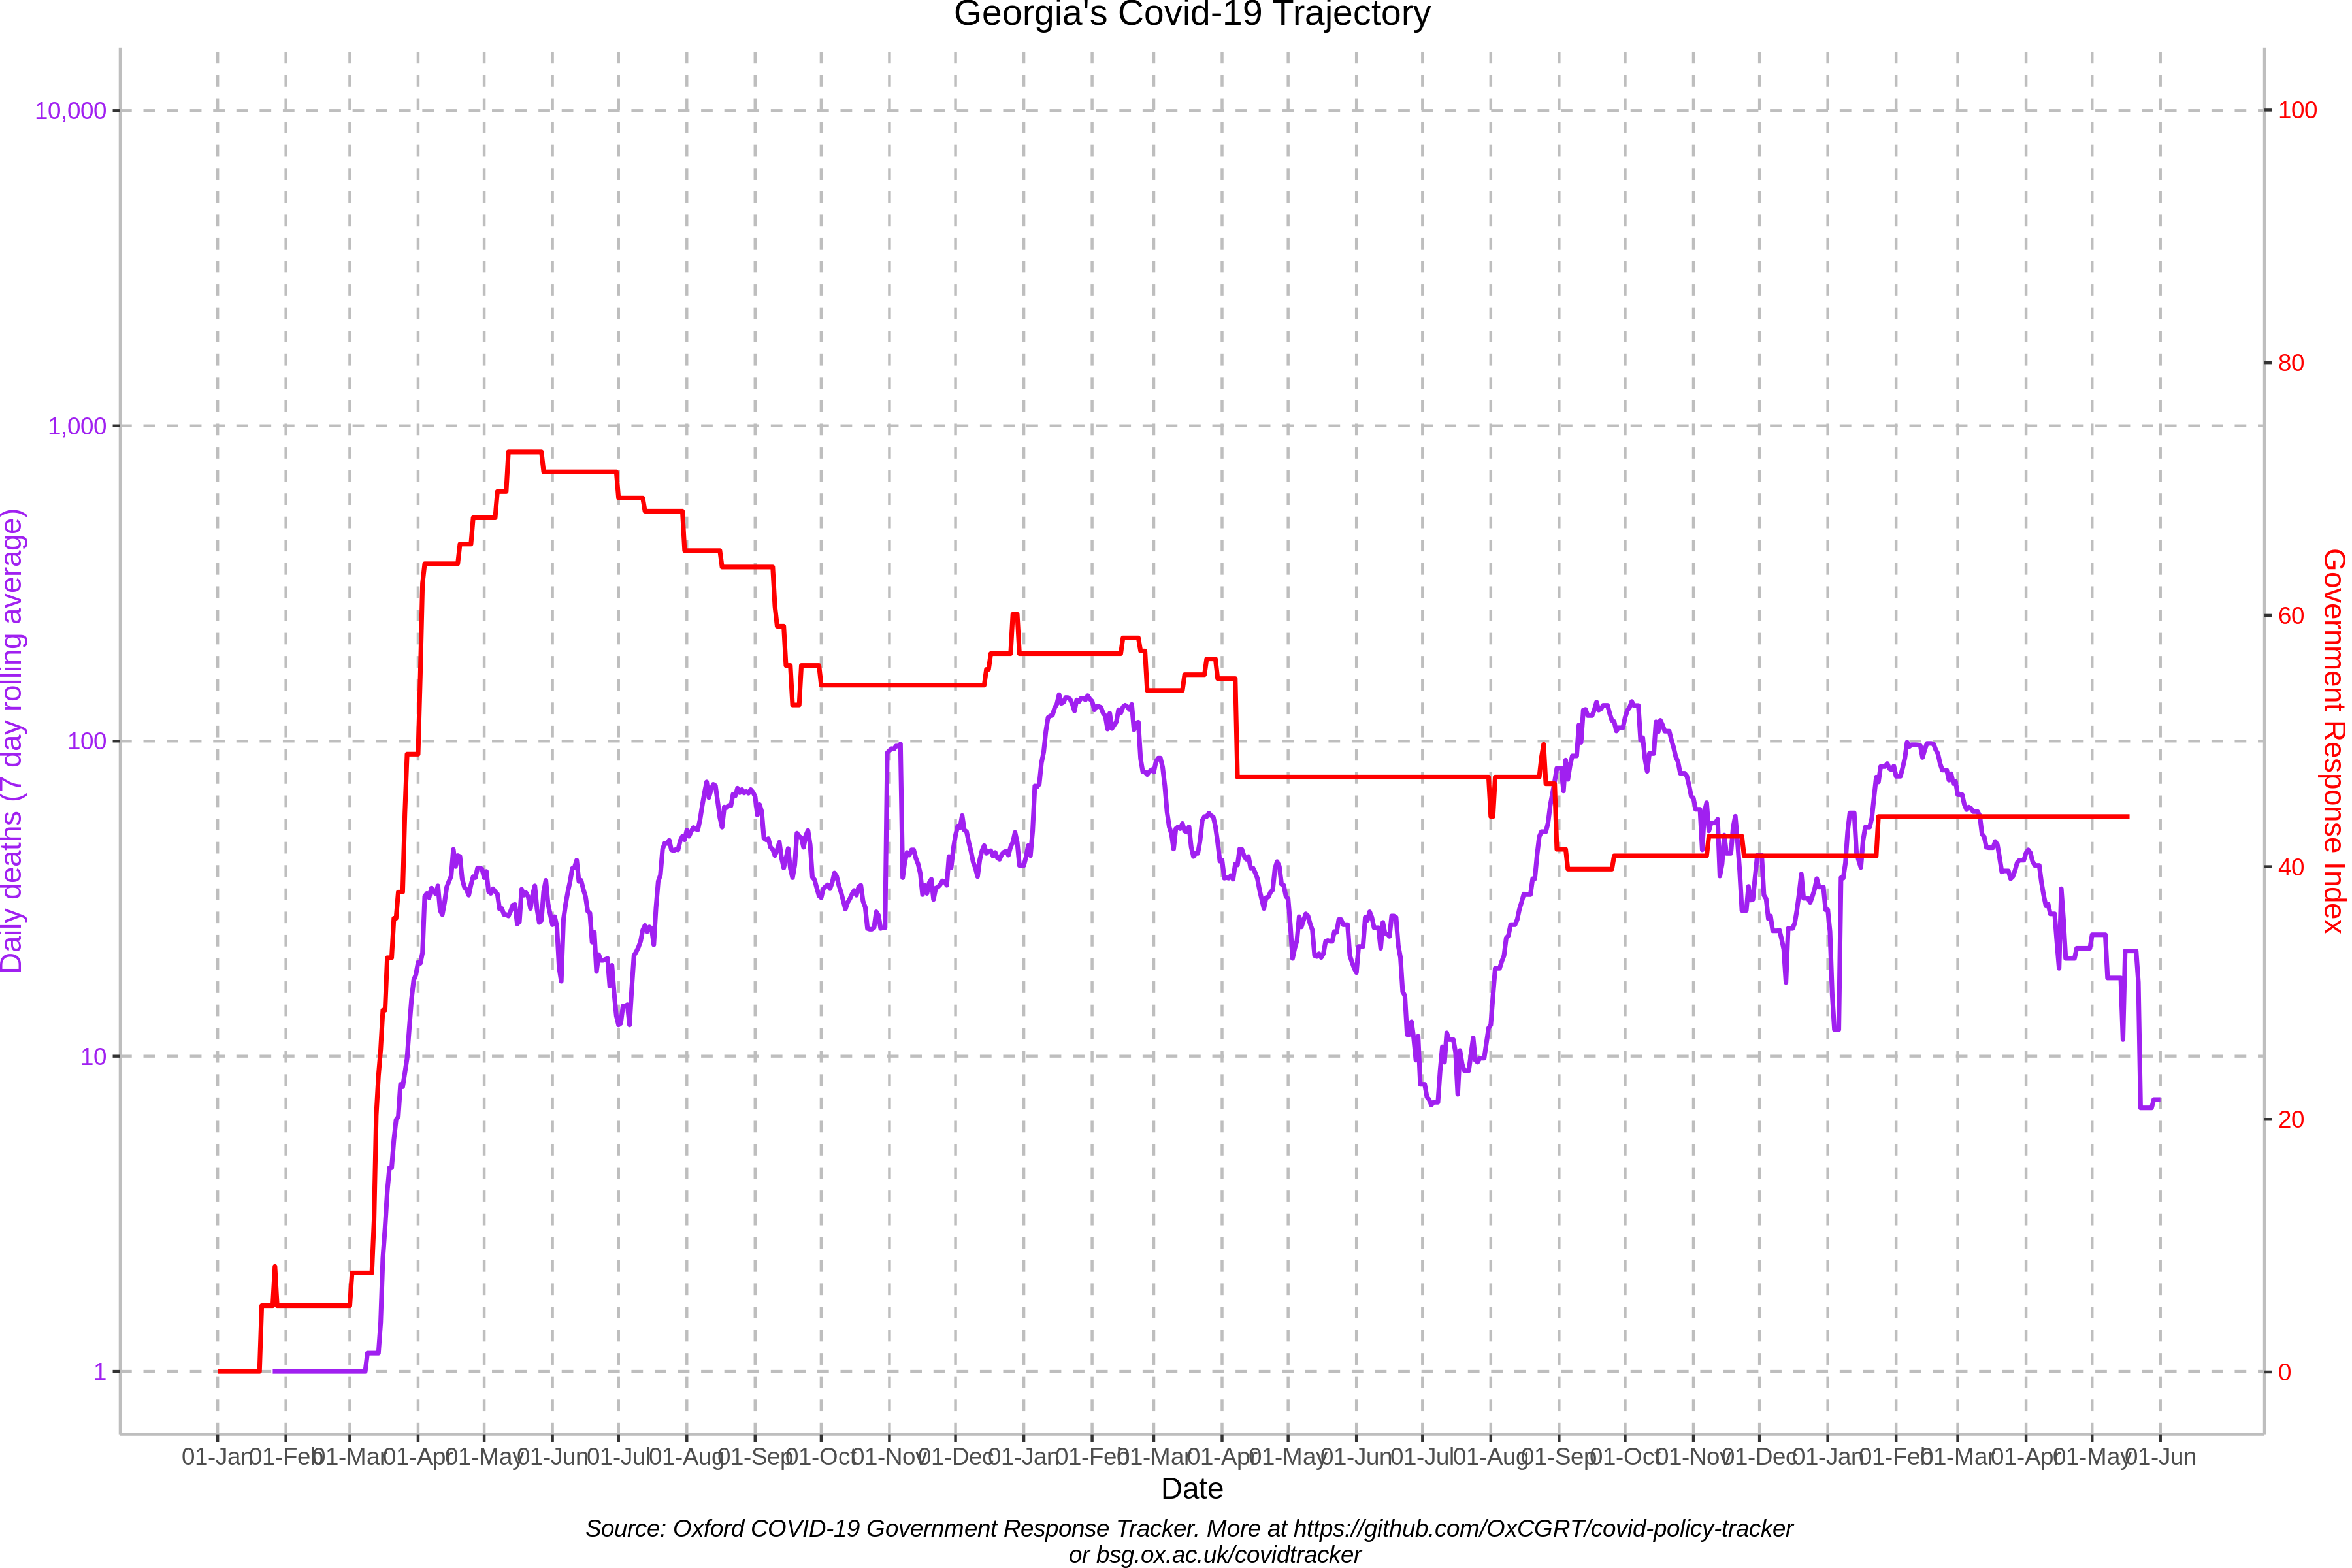 Georgia's Covid-19 Trajectory
10,000
1,000
100
10
1
Daily deaths (7 day rolling average)
100
80
60
40
20
0
Government Response Index
01-Jan 01-Feb 01-Mar 01-Apr 01-May 01-Jun 01-Jul 01-Aug 01-Sep 01-Oct 01-Nov 01-Dec 01-Jan 01-Feb 01-Mar 01-Apr 01-May 01-Jun 01-Jul 01-Aug 01-Sep 01-Oct 01-Nov 01-Dec 01-Jan 01-Feb 01-Mar 01-Apr 01-May 01-Jun
Date
Source: Oxford COVID-19 Government Response Tracker. More at https://github.com/OxCGRT/covid-policy-tracker
or bsg.ox.ac.uk/covidtracker